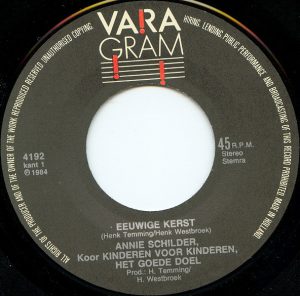 VARA
GRAM
4192
kant 1
℗ 1984
45 R.P.M.
Stereo
Stemra
EEUWIGE KERST
(Henk Temming/Henk Westbroek)
ANNIE SCHILDER,
Koor KINDEREN VOOR KINDEREN,
HET GOEDE DOEL
Prod.: H. Temming/
H. Westbroek
ALL RIGHTS OF THE PRODUCER AND OF THE OWNER OF THE WORK REPRODUCED RESERVED UNAUTHORISED COPYING, HIRING, LENDING, PUBLIC PERFORMANCE AND BROADCASTING OF THIS RECORD PROHIBITED MADE IN HOLLAND